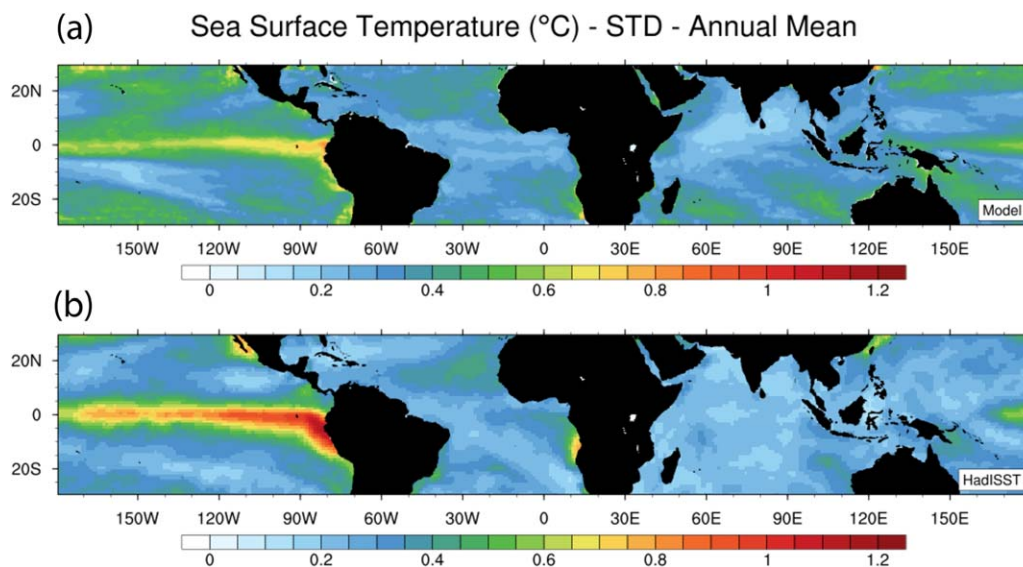 (a) Sea Surface Temperature (°C) - STD - Annual Mean
20N
0
20S
Model
150W 120W 90W 60W 30W 0 30E 60E 90E 120E 150E
0 0.2 0.4 0.6 0.8 1 1.2
(b)
20N
0
20S
HadISST
150W 120W 90W 60W 30W 0 30E 60E 90E 120E 150E
0 0.2 0.4 0.6 0.8 1 1.2